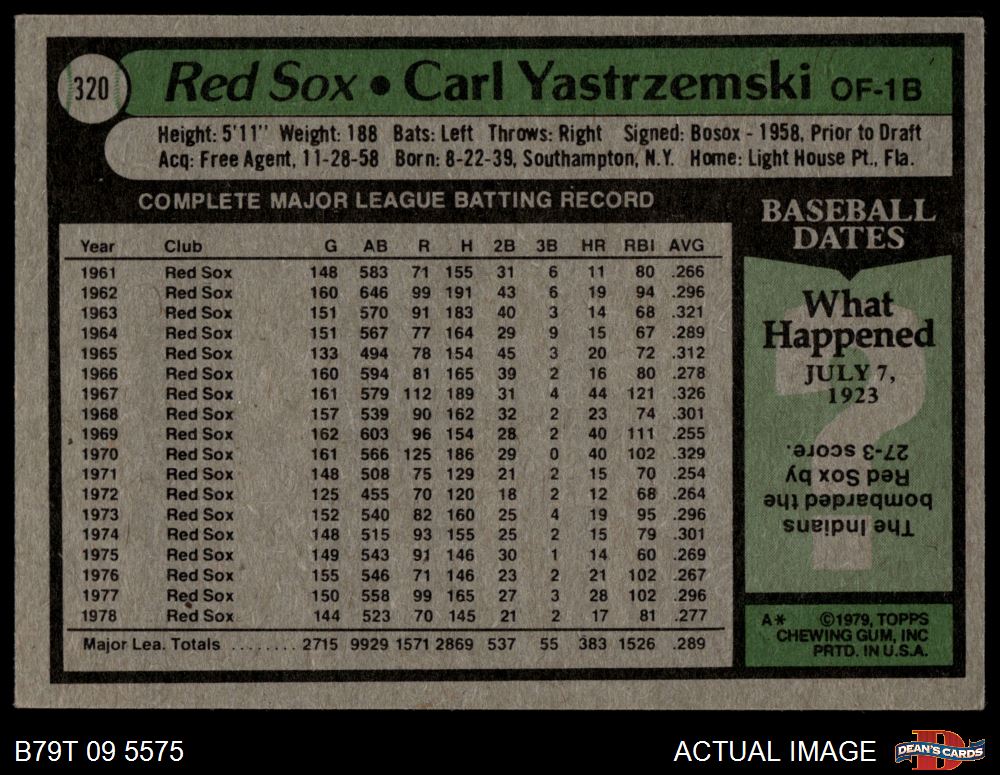 320
Red Sox • Carl Yastrzemski OF-1B
Height: 5'11" Weight: 188 Bats: Left Throws: Right Signed: Bosox - 1958, Prior to Draft
Acq: Free Agent, 11-28-58 Born: 8-22-39, Southampton, N.Y. Home: Light House Pt., Fla.
COMPLETE MAJOR LEAGUE BATTING RECORD
Year Club G AB R H 2B 3B HR RBI AVG
1961 Red Sox 148 583 71 155 31 6 11 80 .266
1962 Red Sox 160 646 99 191 43 6 19 94 .296
1963 Red Sox 151 570 91 183 40 3 14 68 .321
1964 Red Sox 151 567 77 164 29 9 15 67 .289
1965 Red Sox 133 494 78 154 45 3 20 72 .312
1966 Red Sox 160 594 81 165 39 2 16 80 .278
1967 Red Sox 161 579 112 189 31 4 44 121 .326
1968 Red Sox 157 539 90 162 32 2 23 74 .301
1969 Red Sox 162 603 96 154 28 2 40 111 .255
1970 Red Sox 161 566 125 186 29 0 40 102 .329
1971 Red Sox 148 508 75 129 21 2 15 70 .254
1972 Red Sox 125 455 70 120 18 2 12 68 .264
1973 Red Sox 152 540 82 160 25 4 19 95 .296
1974 Red Sox 148 515 93 155 25 2 15 79 .301
1975 Red Sox 149 543 91 146 30 1 14 60 .269
1976 Red Sox 155 546 71 146 23 2 21 102 .267
1977 Red Sox 150 558 99 165 27 3 28 102 .296
1978 Red Sox 144 523 70 145 21 2 17 81 .277
Major Lea. Totals ........ 2715 9929 1571 2869 537 55 383 1526 .289
BASEBALL
DATES
What
Happened
JULY 7,
1923
The Indians
bombarded the
Red Sox by
27-3 score.
A* ©1979, TOPPS
CHEWING GUM, INC
PRTD. IN U.S.A.
B79T 09 5575
ACTUAL IMAGE
D
DEAN'S CARDS